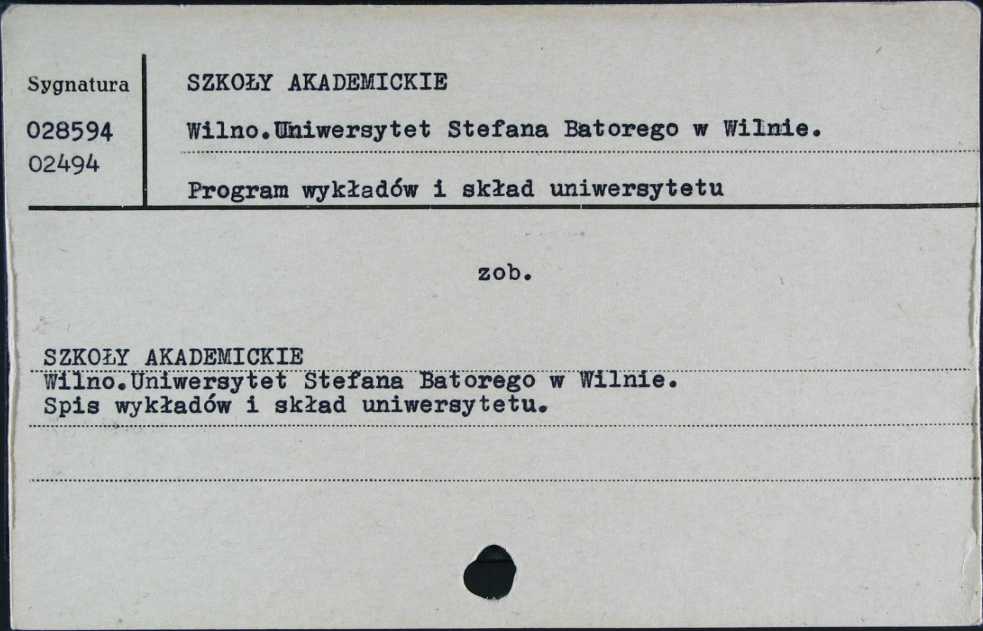 Sygnatura
028594
02494
SZKOŁY AKADEMICKIE
Wilno.Uniwersytet Stefana Batorego w Wilnie.
Program wykładów i skład uniwersytetu
zob.
SZKOŁY AKADEMICKIE
Wilno.Uniwersytet Stefana Batorego w Wilnie.
Spis wykładów i skład uniwersytetu.